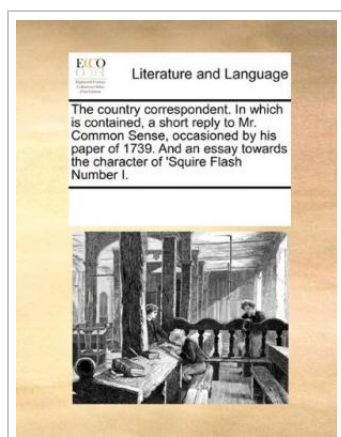 ECCO
Literature and Language
The country correspondent. In which
is contained, a short reply to Mr.
Common Sense, occasioned by his
paper of 1739. And an essay towards
the character of 'Squire Flash
Number I.